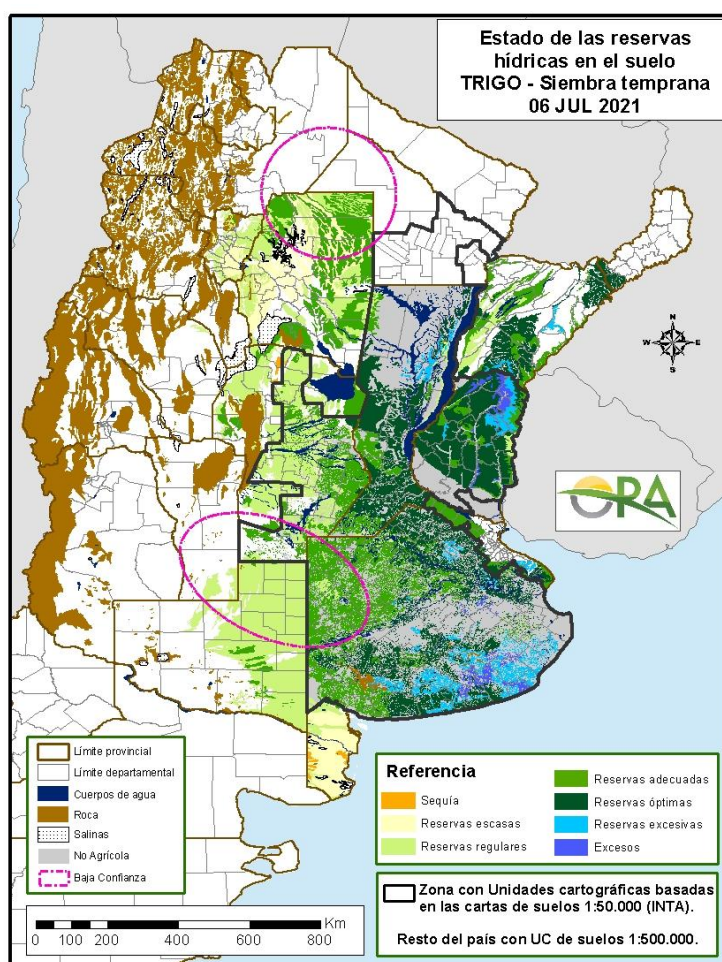 Estado de las reservas
hídricas en el suelo
TRIGO - Siembra temprana
06 JUL 2021
N
W
E
S
ORA
Límite provincial
Límite departamental
Cuerpos de agua
Roca
Salinas
No Agrícola
Baja Confianza
Referencia
Sequía
Reservas escasas
Reservas regulares
Reservas adecuadas
Reservas óptimas
Reservas excesivas
Excesos
Zona con Unidades cartográficas basadas
en las cartas de suelos 1:50.000 (INTA).
Resto del país con UC de suelos 1:500.000.
Km
0 50 100 200 400 600 800